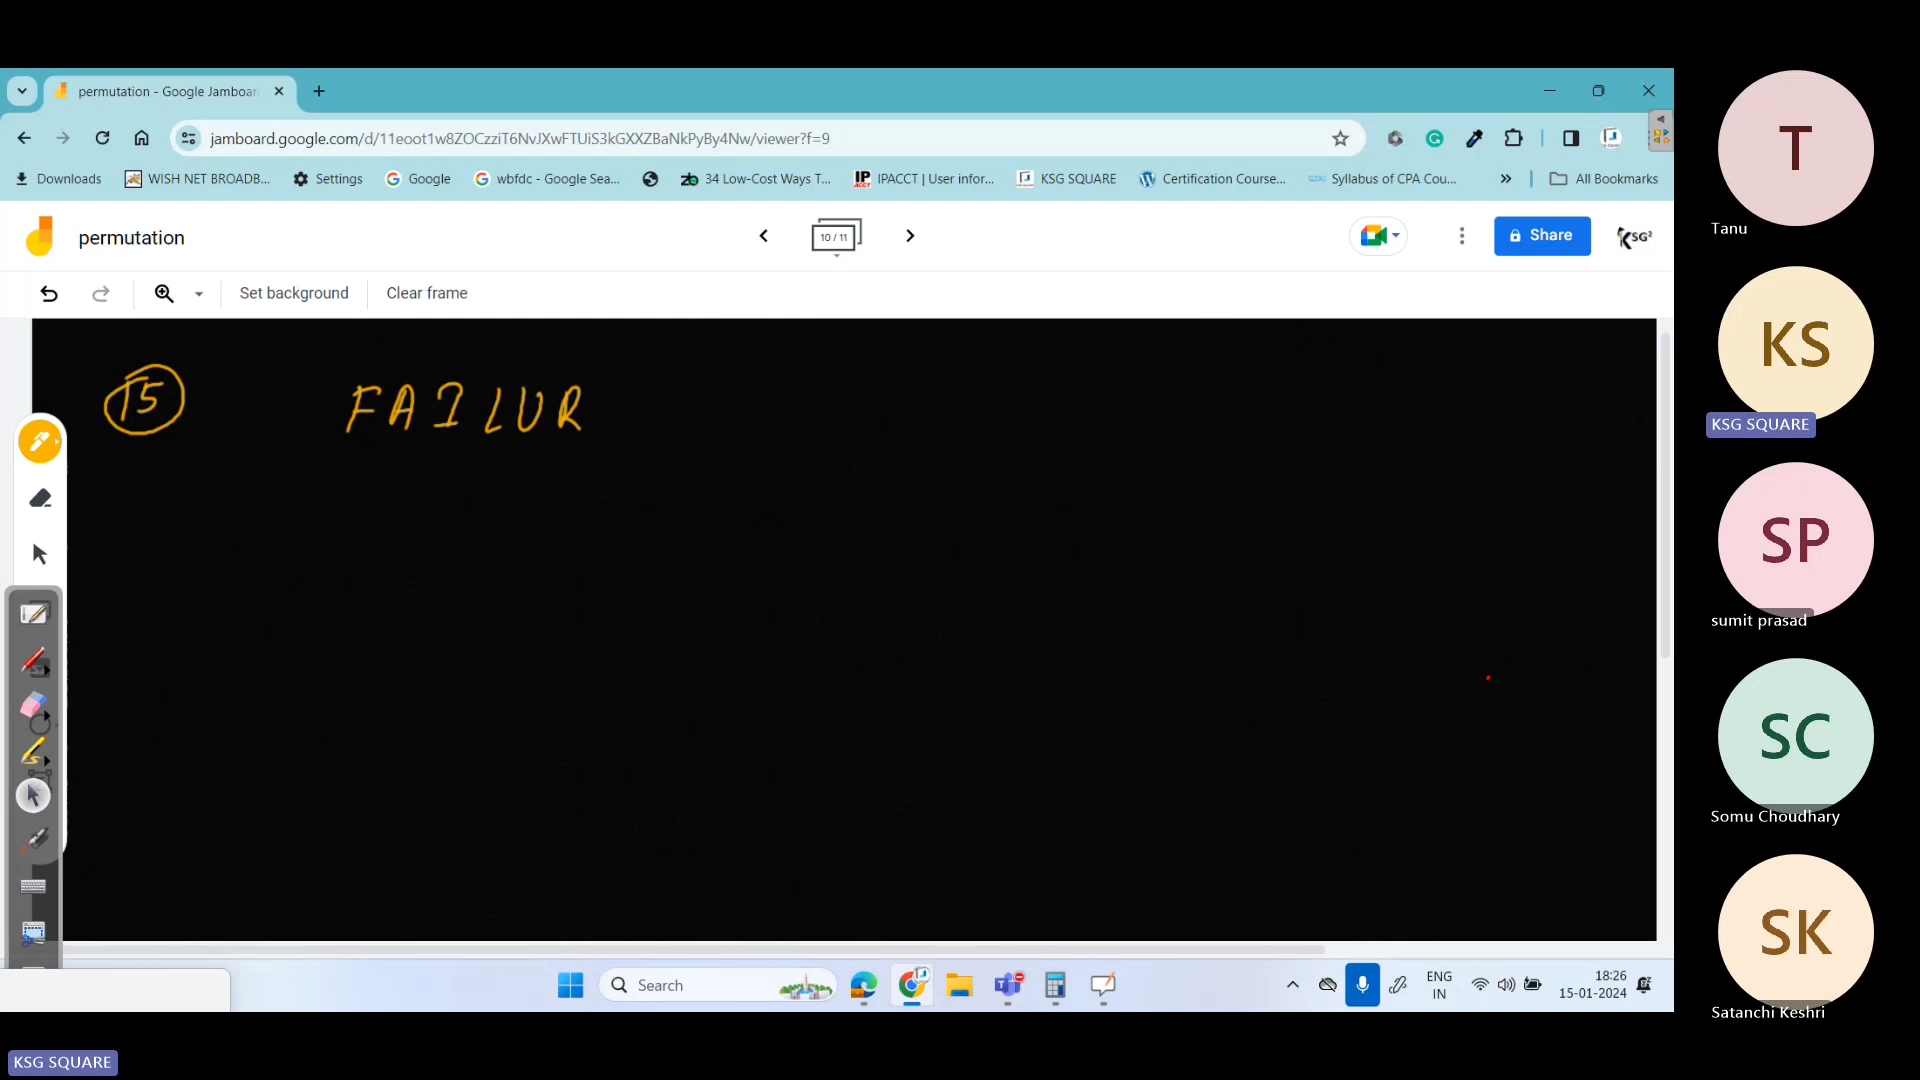 permutation - Google Jamboar
jamboard.google.com/d/11eoot1w8ZOCzziT6NvJXwFTUiS3kGXXZBaNkPyBy4Nw/viewer?f=9
Downloads WISH NET BROADB... Settings Google wbfdc - Google Sea... 34 Low-Cost Ways T... IPACCT | User infor... KSG SQUARE Certification Course... Syllabus of CPA Cou... » All Bookmarks
permutation 10 / 11 Share KSG²
Set background Clear frame
15 FAILUR
T
Tanu
KS
KSG SQUARE
SP
sumit prasad
SC
Somu Choudhary
SK
Satanchi Keshri
Search ENG IN 18:26 15-01-2024
KSG SQUARE